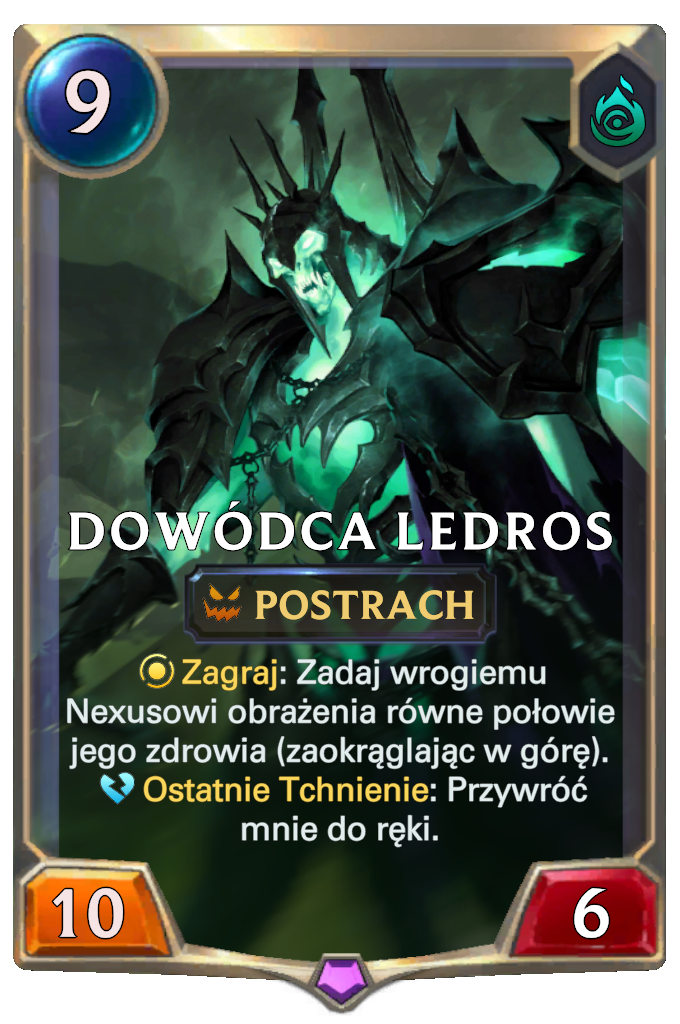 9
DOWÓDCA LEDROS
POSTRACH
Zagraj: Zadaj wrogiemu
Nexusowi obrażenia równe połowie
jego zdrowia (zaokrąglając w górę).
Ostatnie Tchnienie: Przywróć
mnie do ręki.
10
6